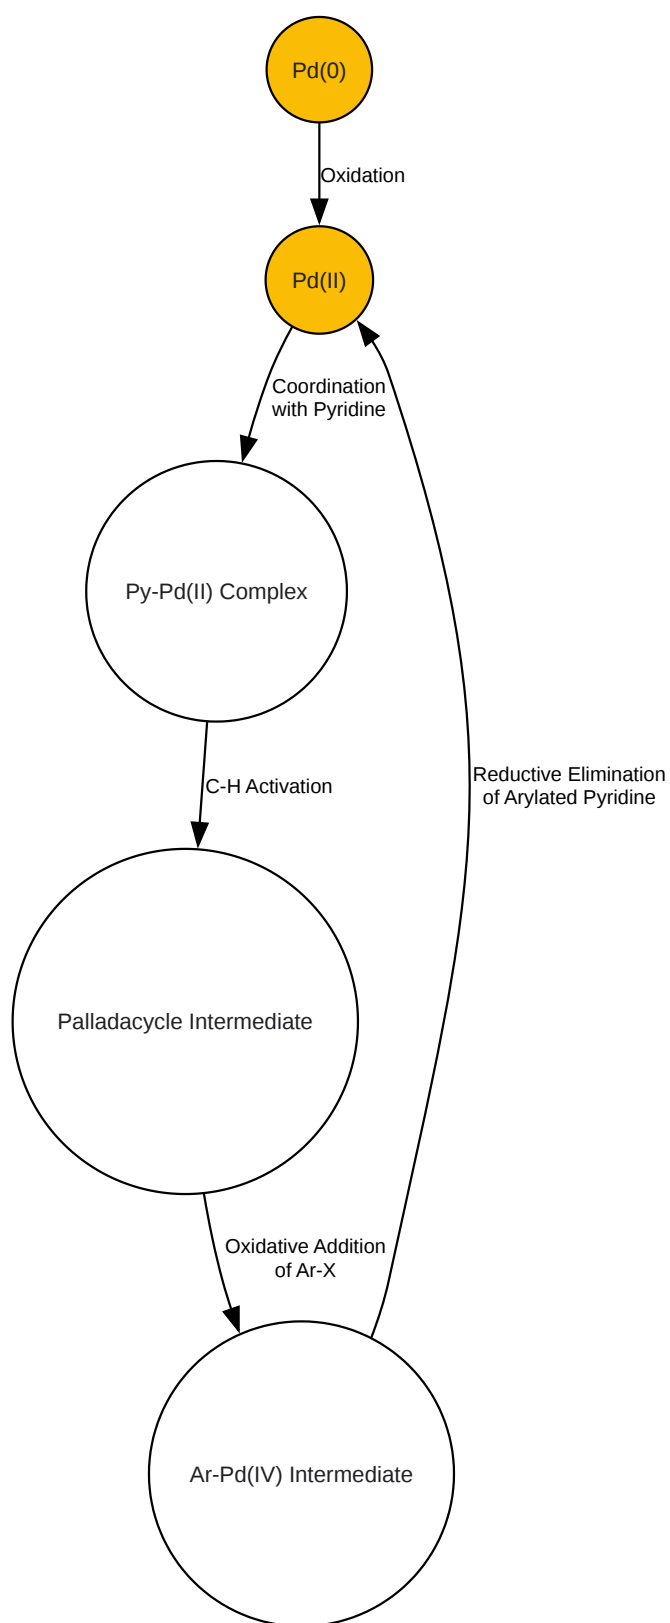 Pd(0)
Oxidation
Pd(II)
Coordination
with Pyridine
Py-Pd(II) Complex
C-H Activation
Reductive Elimination
of Arylated Pyridine
Palladacycle Intermediate
Oxidative Addition
of Ar-X
Ar-Pd(IV) Intermediate